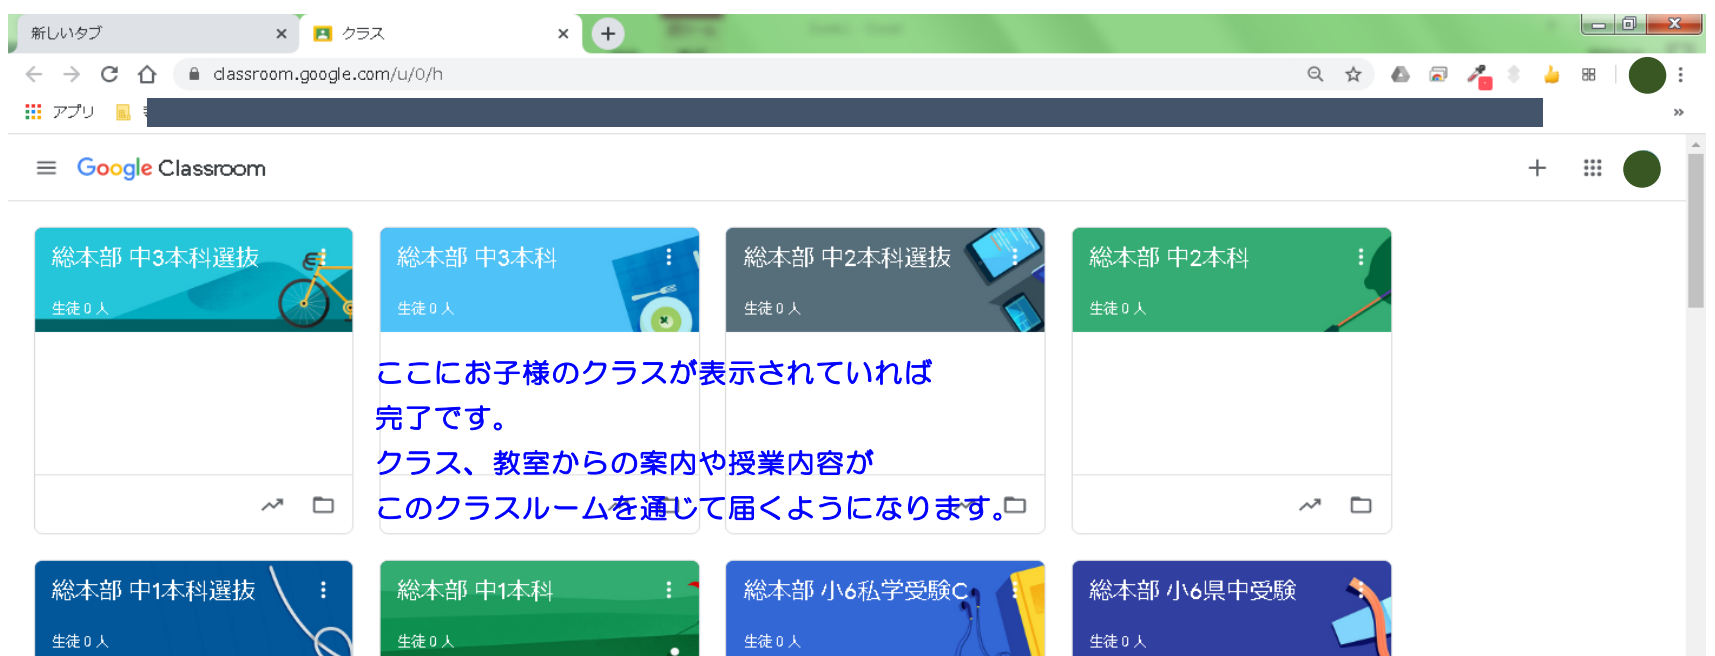 新しいタブ
クラス
classroom.google.com/u/0/h
アプリ
Google Classroom
総本部 中3本科選抜
生徒 0 人
総本部 中3本科
生徒 0 人
総本部 中2本科選抜
生徒 0 人
総本部 中2本科
生徒 0 人
ここにお子様のクラスが表示されていれば
完了です。
クラス、教室からの案内や授業内容が
このクラスルームを通じて届くようになります。
総本部 中1本科選抜
生徒 0 人
総本部 中1本科
生徒 0 人
総本部 小6私学受験C
生徒 0 人
総本部 小6県中受験
生徒 0 人